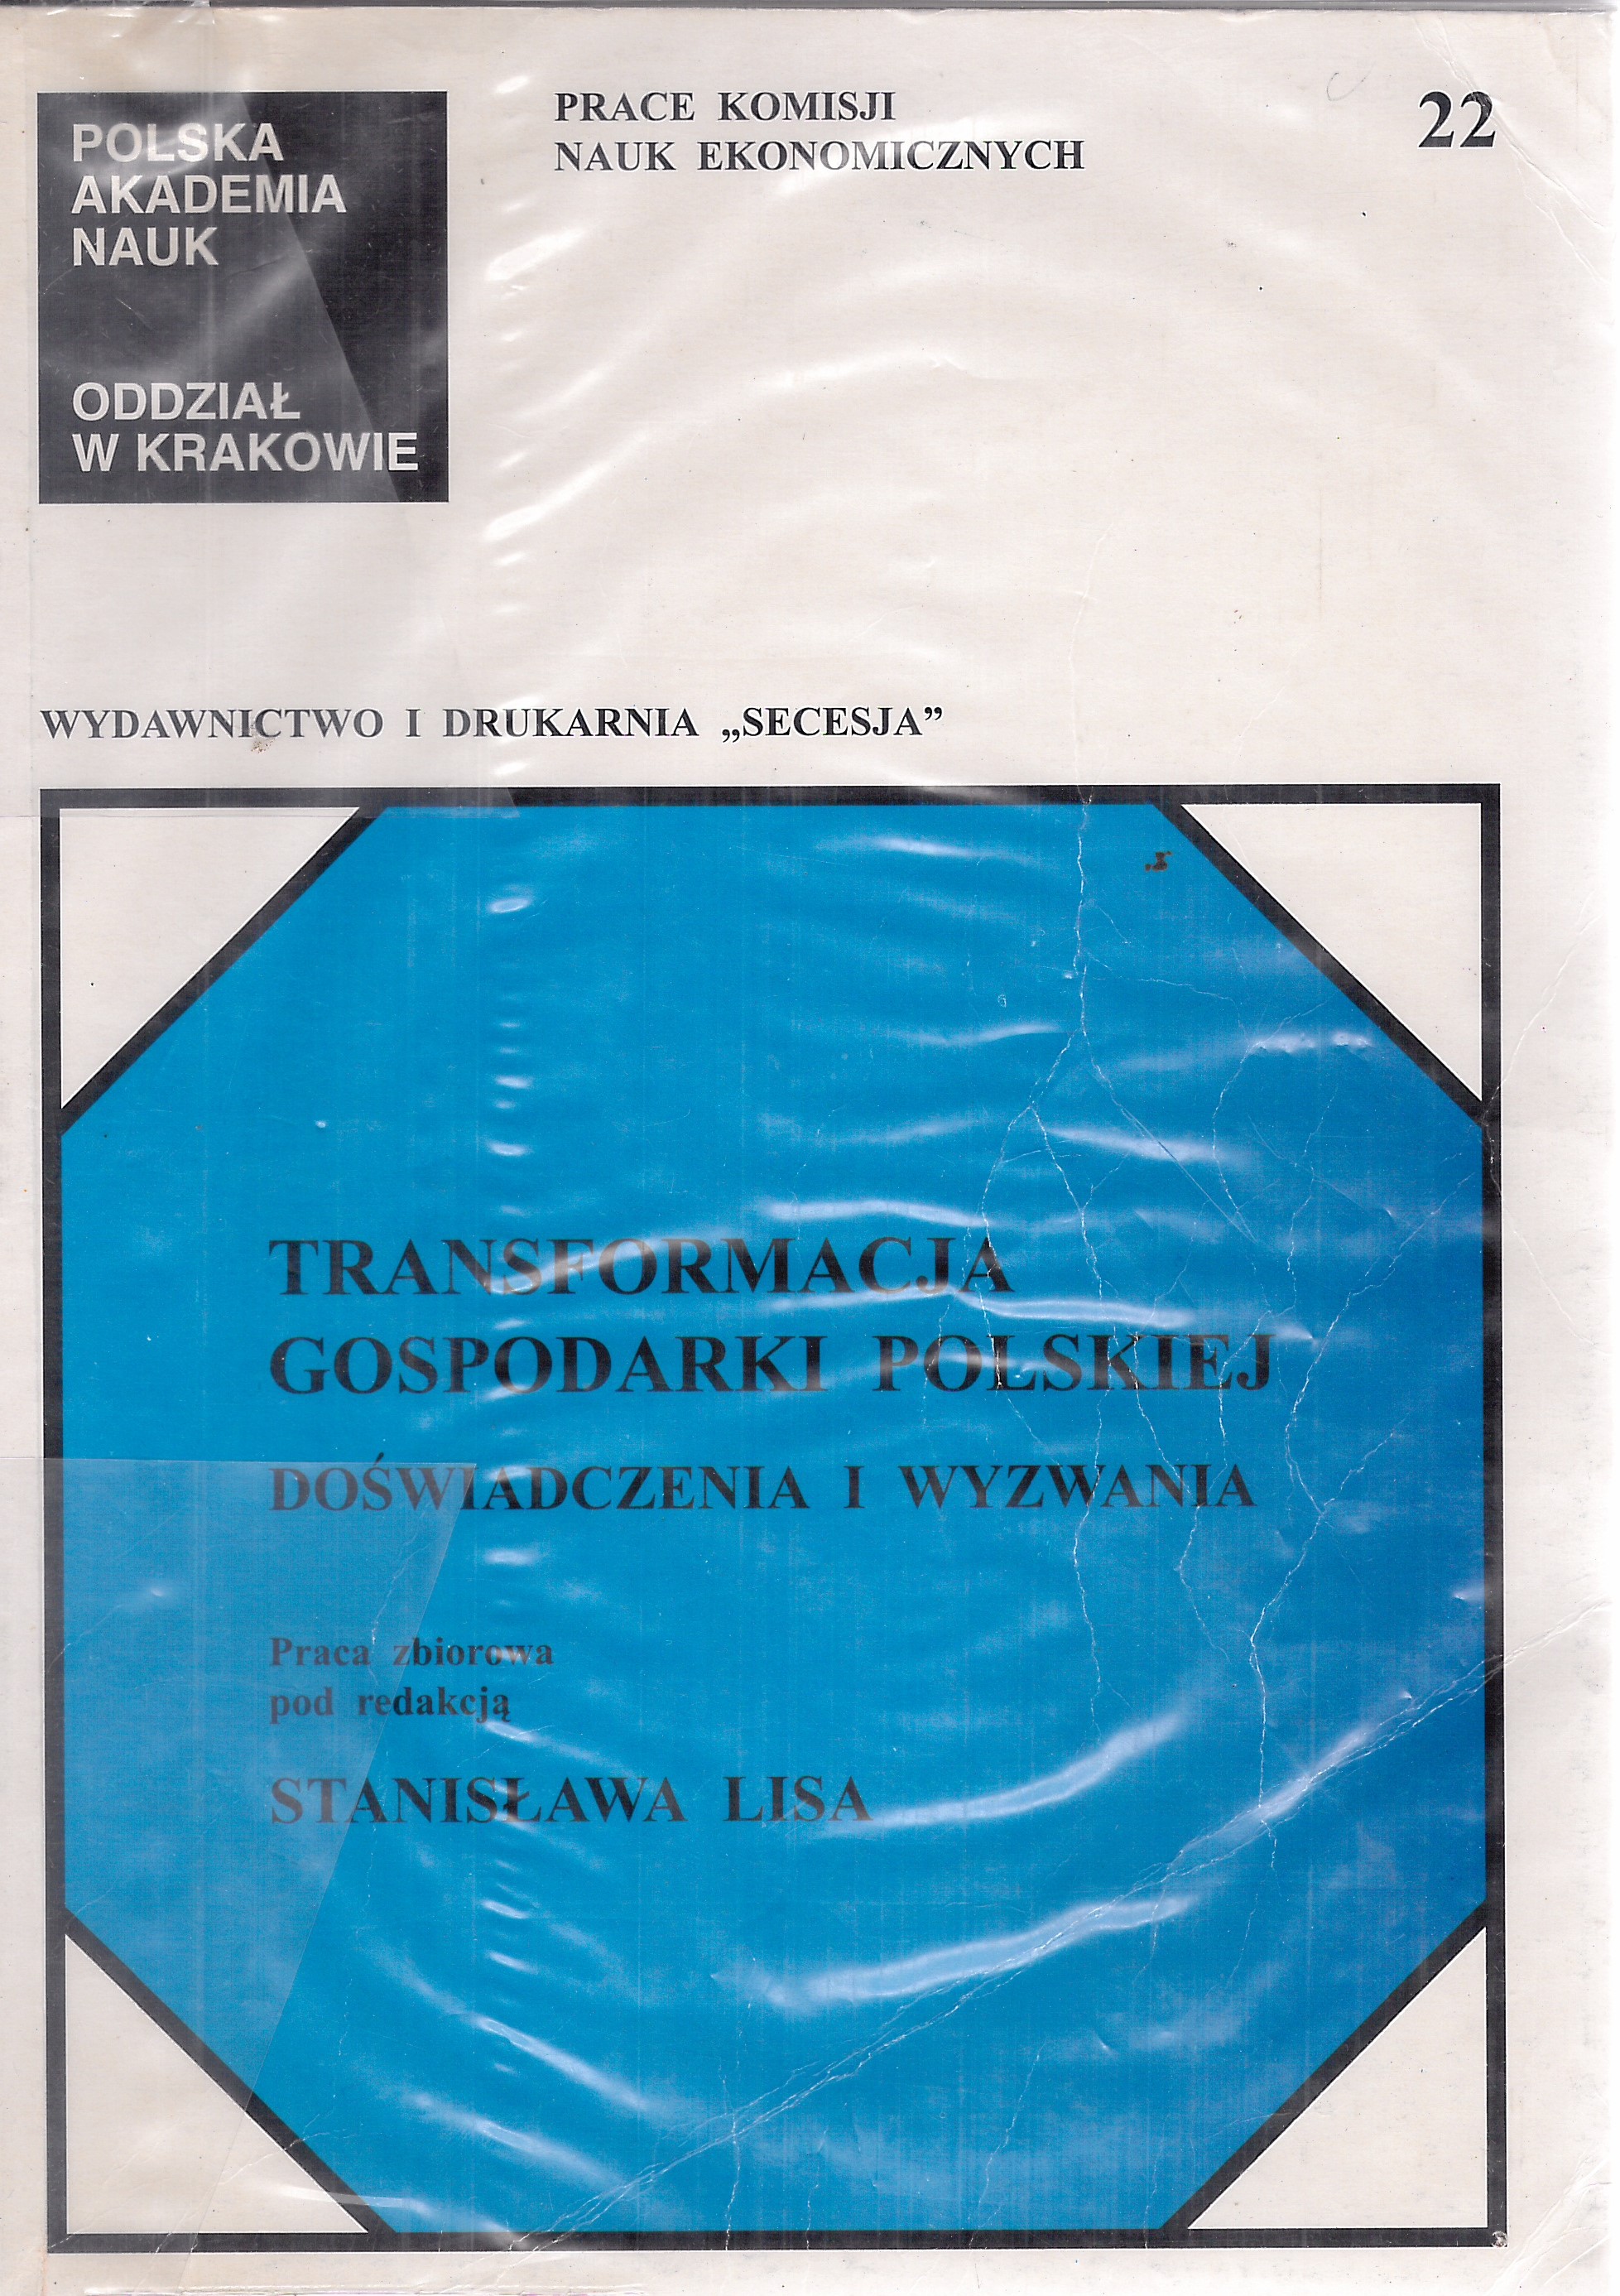 POLSKA
AKADEMIA
NAUK
ODDZIAŁ
W KRAKOWIE
PRACE KOMISJI
NAUK EKONOMICZNYCH
22
WYDAWNICTWO I DRUKARNIA „SECESJA”
TRANSFORMACJA
GOSPODARKI POLSKIEJ
DOŚWIADCZENIA I WYZWANIA
Praca zbiorowa
pod redakcją
STANISŁAWA LISA